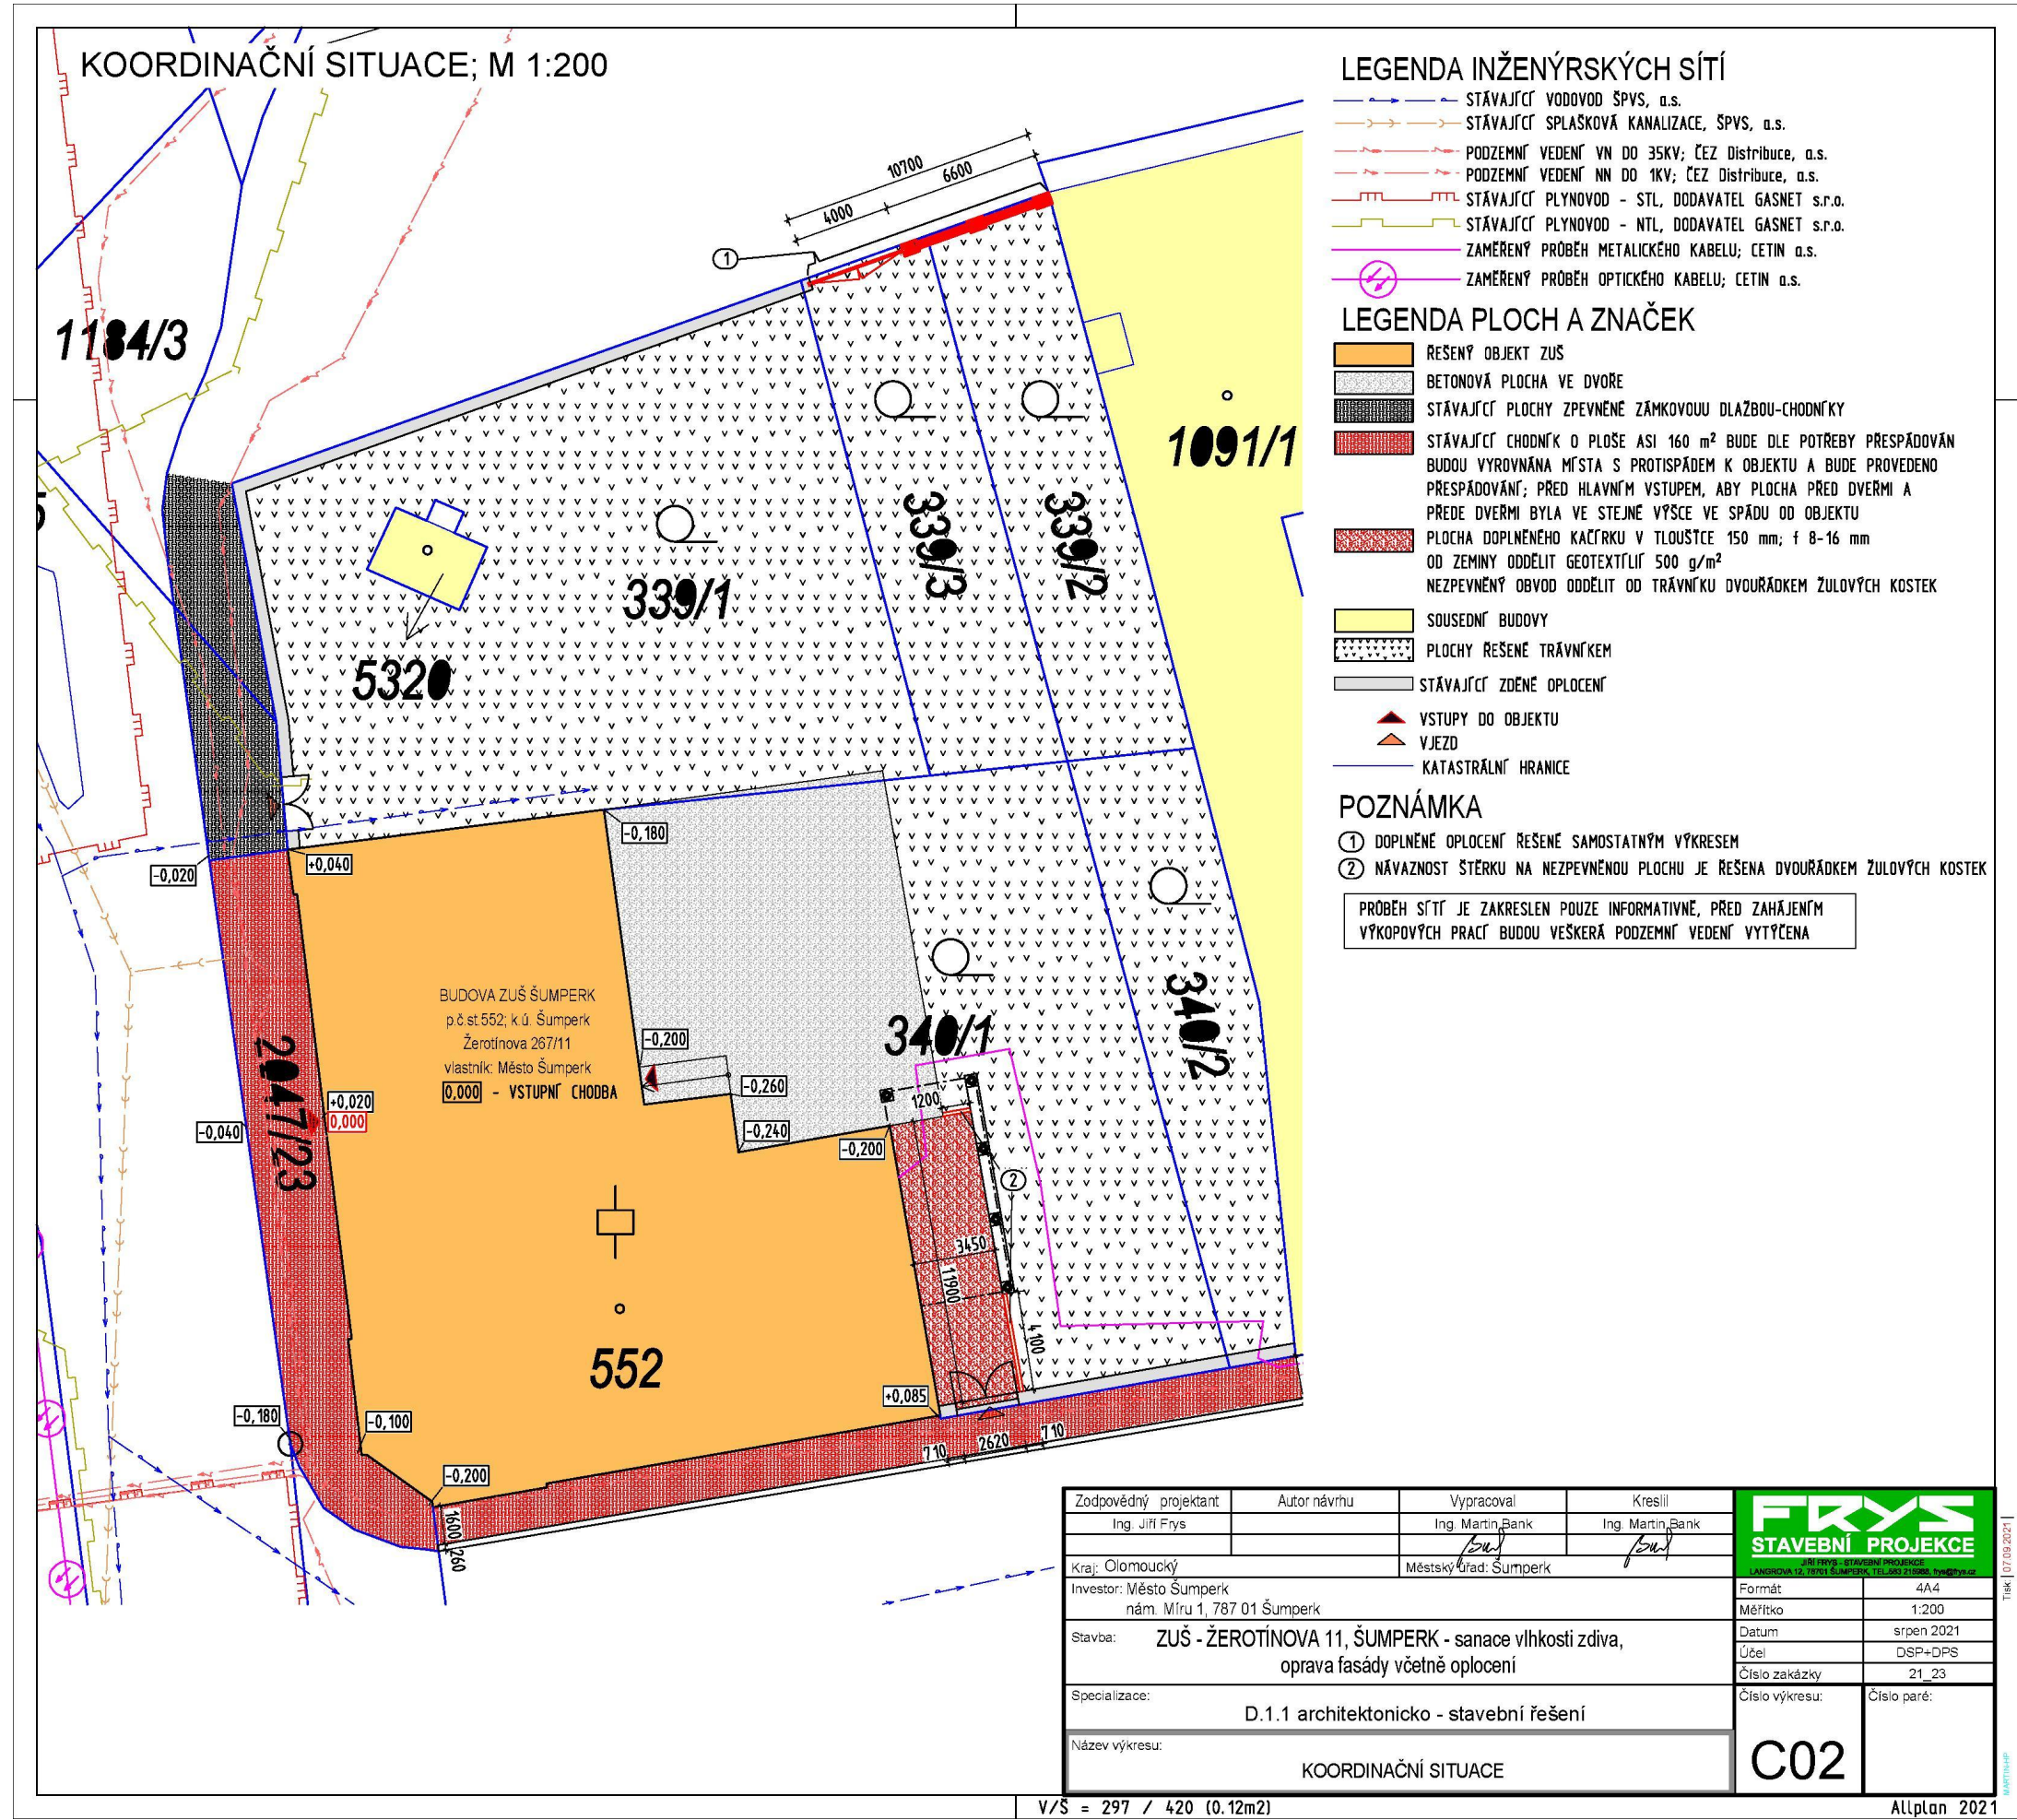 KOORDINAČNÍ SITUACE; M 1:200
LEGENDA INŽENÝRSKÝCH SÍTÍ
STÁVAJÍCÍ VODOVOD ŠPVS, a.s.
STÁVAJÍCÍ SPLAŠKOVÁ KANALIZACE, ŠPVS, a.s.
PODZEMNÍ VEDENÍ VN DO 35KV; ČEZ Distribuce, a.s.
PODZEMNÍ VEDENÍ NN DO 1KV; ČEZ Distribuce, a.s.
STÁVAJÍCÍ PLYNOVOD - STL, DODAVATEL GASNET s.r.o.
STÁVAJÍCÍ PLYNOVOD - NTL, DODAVATEL GASNET s.r.o.
ZAMĚŘENÝ PRŮBĚH METALICKÉHO KABELU; CETIN a.s.
ZAMĚŘENÝ PRŮBĚH OPTICKÉHO KABELU; CETIN a.s.
LEGENDA PLOCH A ZNAČEK
ŘEŠENÝ OBJEKT ZUŠ
BETONOVÁ PLOCHA VE DVOŘE
STÁVAJÍCÍ PLOCHY ZPEVNĚNÉ ZÁMKOVOUU DLAŽBOU-CHODNÍKY
STÁVAJÍCÍ CHODNÍK O PLOŠE ASI 160 m² BUDE DLE POTŘEBY PŘESPÁDOVÁN
BUDOU VYROVNÁNA MÍSTA S PROTISPÁDEM K OBJEKTU A BUDE PROVEDENO
PŘESPÁDOVÁNÍ; PŘED HLAVNÍM VSTUPEM, ABY PLOCHA PŘED DVEŘMI A
PŘEDE DVEŘMI BYLA VE STEJNÉ VÝŠCE VE SPÁDU OD OBJEKTU
PLOCHA DOPLNĚNÉHO KAČÍRKU V TLOUŠTCE 150 mm; f 8-16 mm
OD ZEMINY ODDĚLIT GEOTEXTÍLIÍ 500 g/m²
NEZPEVNĚNÝ OBVOD ODDĚLIT OD TRÁVNÍKU DVOUŘÁDKEM ŽULOVÝCH KOSTEK
SOUSEDNÍ BUDOVY
PLOCHY ŘEŠENÉ TRÁVNÍKEM
STÁVAJÍCÍ ZDĚNÉ OPLOCENÍ
VSTUPY DO OBJEKTU
VJEZD
KATASTRÁLNÍ HRANICE
POZNÁMKA
1 DOPLNĚNÉ OPLOCENÍ ŘEŠENÉ SAMOSTATNÝM VÝKRESEM
2 NÁVAZNOST ŠTĚRKU NA NEZPEVNĚNOU PLOCHU JE ŘEŠENA DVOUŘÁDKEM ŽULOVÝCH KOSTEK
PRŮBĚH SÍTÍ JE ZAKRESLEN POUZE INFORMATIVNĚ, PŘED ZAHÁJENÍM
VÝKOPOVÝCH PRACÍ BUDOU VEŠKERÁ PODZEMNÍ VEDENÍ VYTÝČENA
10700
6600
4000
1
1184/3
1091/1
339/1
339/3
339/2
5320
-0,180
+0,040
-0,020
BUDOVA ZUŠ ŠUMPERK
p.č.st.552; k.ú. Šumperk
Žerotínova 267/11
vlastník: Město Šumperk
0,000 - VSTUPNÍ CHODBA
2047/23
340/1
340/2
-0,200
-0,260
-0,240
-0,200
1200
+0,020
0,000
-0,040
2
3450
11900
4100
552
+0,085
-0,180
-0,100
-0,200
710
2620
710
1600
260
Zodpovědný projektant
Autor návrhu
Vypracoval
Kreslil
Ing. Jiří Frys
Ing. Martin Bank
Ing. Martin Bank
Kraj: Olomoucký
Městský úřad: Šumperk
Investor: Město Šumperk
nám. Míru 1, 787 01 Šumperk
Stavba: ZUŠ - ŽEROTÍNOVA 11, ŠUMPERK - sanace vlhkosti zdiva,
oprava fasády včetně oplocení
Specializace:
D.1.1 architektonicko - stavební řešení
Název výkresu:
KOORDINAČNÍ SITUACE
FRYS
STAVEBNÍ PROJEKCE
JIŘÍ FRYS - STAVEBNÍ PROJEKCE
Formát 4A4
Měřítko 1:200
Datum srpen 2021
Účel DSP+DPS
Číslo zakázky 21_23
Číslo výkresu:
Číslo paré:
C02
Tisk: 07.09.2021
MARTIN-HP
V/Š = 297 / 420 (0.12m2)
Allplan 2021